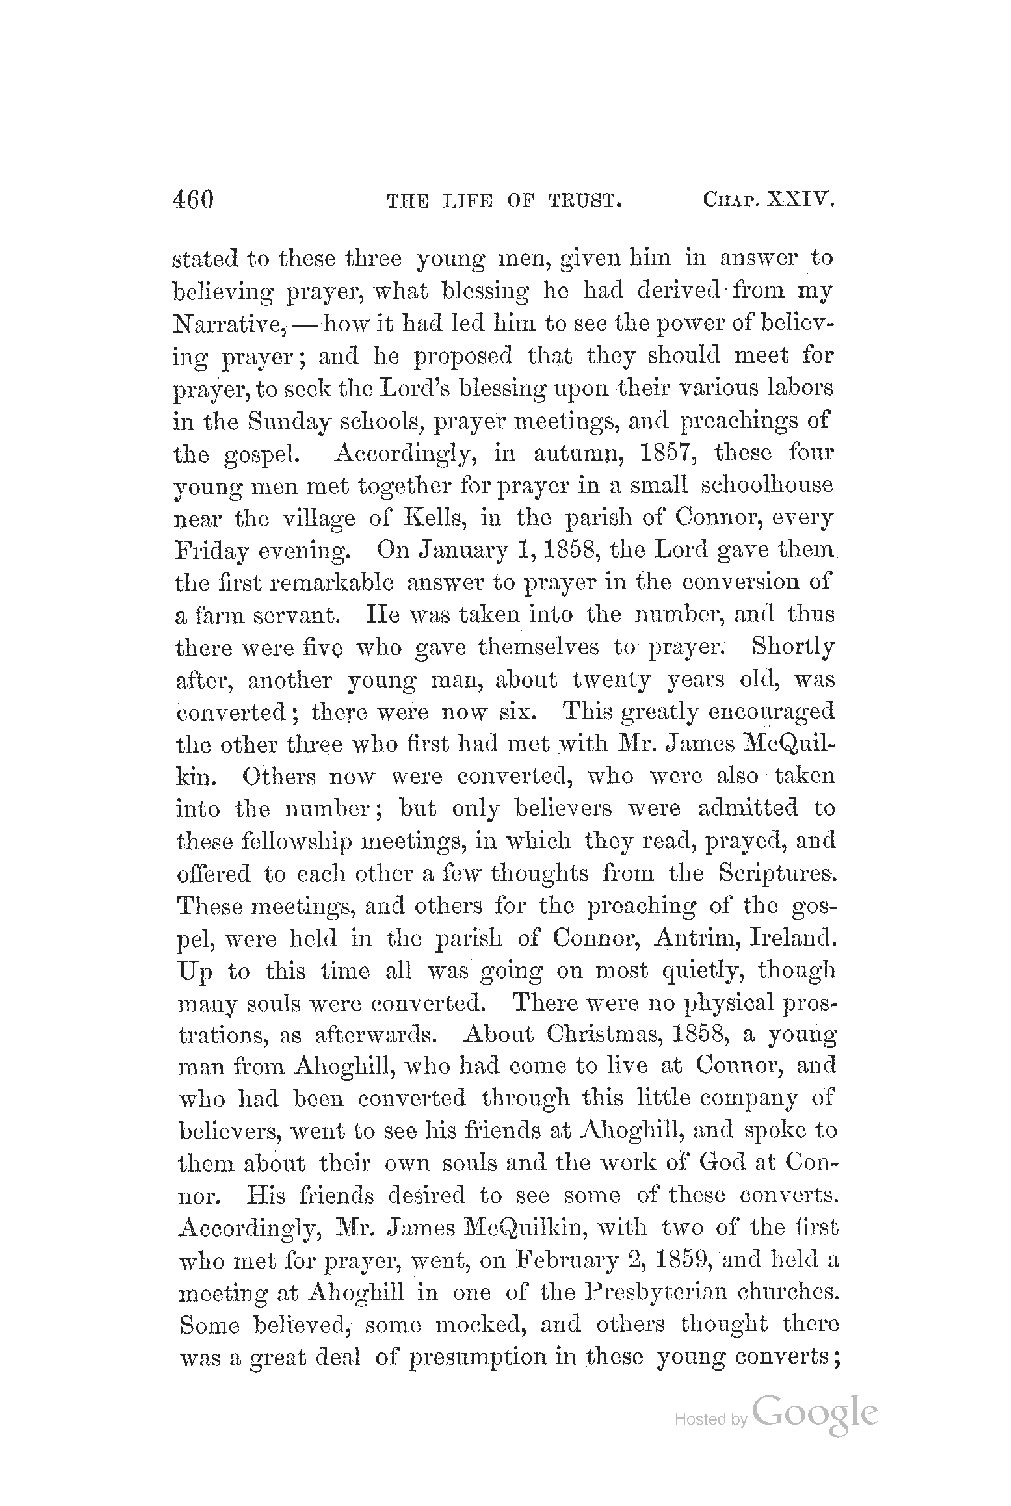 460 THE LIFE OF TRUST. CHAP. XXIV.
stated to these three young men, given him in answer to
believing prayer, what blessing he had derived from my
Narrative, — how it had led him to see the power of believ-
ing prayer; and he proposed that they should meet for
prayer, to seek the Lord's blessing upon their various labors
in the Sunday schools, prayer meetings, and preachings of
the gospel. Accordingly, in autumn, 1857, these four
young men met together for prayer in a small schoolhouse
near the village of Kells, in the parish of Connor, every
Friday evening. On January 1, 1858, the Lord gave them
the first remarkable answer to prayer in the conversion of
a farm servant. He was taken into the number, and thus
there were five who gave themselves to prayer. Shortly
after, another young man, about twenty years old, was
converted; there were now six. This greatly encouraged
the other three who first had met with Mr. James McQuil-
kin. Others now were converted, who were also taken
into the number; but only believers were admitted to
these fellowship meetings, in which they read, prayed, and
offered to each other a few thoughts from the Scriptures.
These meetings, and others for the preaching of the gos-
pel, were held in the parish of Connor, Antrim, Ireland.
Up to this time all was going on most quietly, though
many souls were converted. There were no physical pros-
trations, as afterwards. About Christmas, 1858, a young
man from Ahoghill, who had come to live at Connor, and
who had been converted through this little company of
believers, went to see his friends at Ahoghill, and spoke to
them about their own souls and the work of God at Con-
nor. His friends desired to see some of these converts.
Accordingly, Mr. James McQuilkin, with two of the first
who met for prayer, went, on February 2, 1859, and held a
meeting at Ahoghill in one of the Presbyterian churches.
Some believed, some mocked, and others thought there
was a great deal of presumption in these young converts;
Hosted by Google